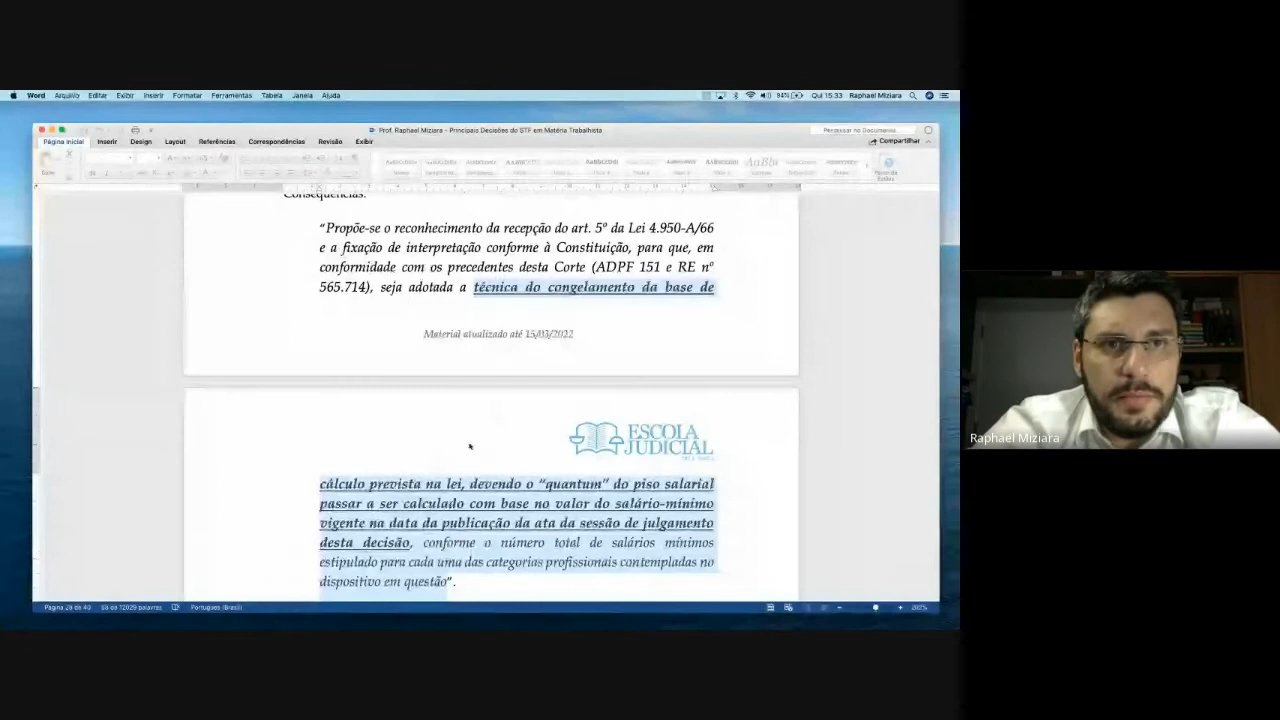 Word Arquivo Editar Exibir Inserir Formatar Ferramentas Tabela Janela Ajuda
94% Qui 15:33 Raphael Miziara
Prof. Raphael Miziara - Principais Decisões do STF em Matéria Trabalhista
Página Inicial Inserir Design Layout Referências Correspondências Revisão Exibir
Compartilhar
Consequências:
“Propõe-se o reconhecimento da recepção do art. 5º da Lei 4.950-A/66
e a fixação de interpretação conforme à Constituição, para que, em
conformidade com os precedentes desta Corte (ADPF 151 e RE nº
565.714), seja adotada a técnica do congelamento da base de
Material atualizado até 15/03/2022
ESCOLA
JUDICIAL
cálculo prevista na lei, devendo o “quantum” do piso salarial
passar a ser calculado com base no valor do salário-mínimo
vigente na data da publicação da ata da sessão de julgamento
desta decisão, conforme o número total de salários mínimos
estipulado para cada uma das categorias profissionais contempladas no
dispositivo em questão”.
Português (Brasil)
Raphael Miziara